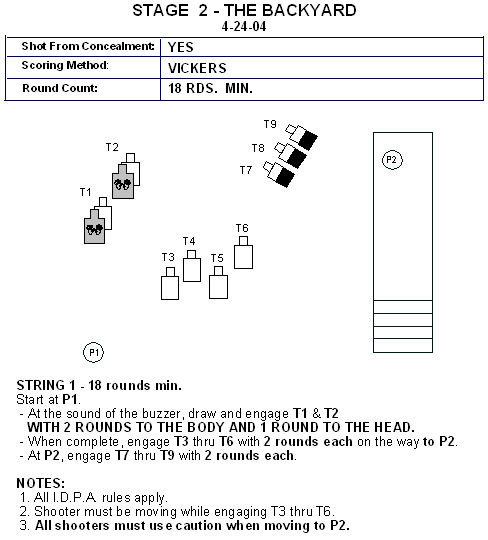 STAGE 2 - THE BACKYARD
4-24-04
Shot From Concealment: YES
Scoring Method: VICKERS
Round Count: 18 RDS. MIN.
T9
T8
T7
P2
T2
T1
T6
T4
T3
T5
P1
STRING 1 - 18 rounds min.
Start at P1.
- At the sound of the buzzer, draw and engage T1 & T2
WITH 2 ROUNDS TO THE BODY AND 1 ROUND TO THE HEAD.
- When complete, engage T3 thru T6 with 2 rounds each on the way to P2.
- At P2, engage T7 thru T9 with 2 rounds each.
NOTES:
1. All I.D.P.A. rules apply.
2. Shooter must be moving while engaging T3 thru T6.
3. All shooters must use caution when moving to P2.